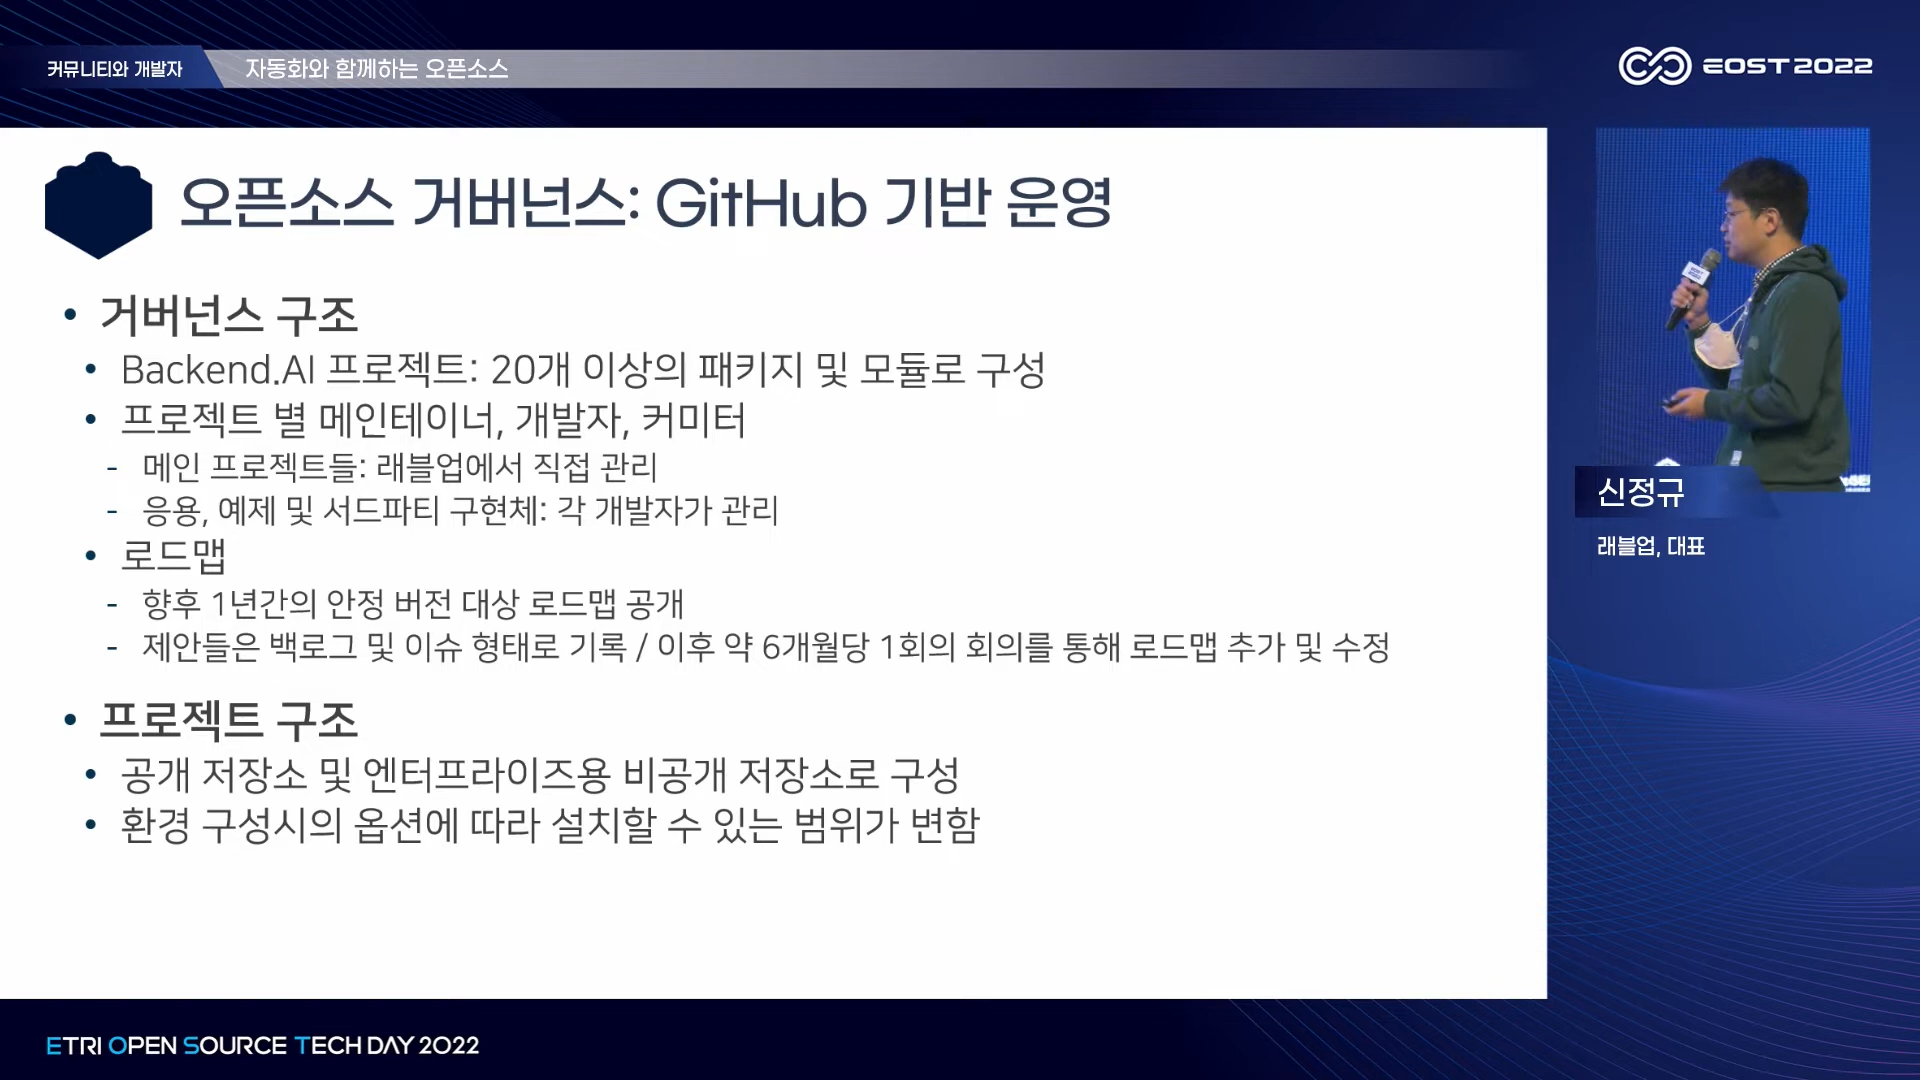 커뮤니티와 개발자
자동화와 함께하는 오픈소스
EOST2022
오픈소스 거버넌스: GitHub 기반 운영
• 거버넌스 구조
• Backend.AI 프로젝트: 20개 이상의 패키지 및 모듈로 구성
• 프로젝트 별 메인테이너, 개발자, 커미터
- 메인 프로젝트들: 래블업에서 직접 관리
- 응용, 예제 및 서드파티 구현체: 각 개발자가 관리
• 로드맵
- 향후 1년간의 안정 버전 대상 로드맵 공개
- 제안들은 백로그 및 이슈 형태로 기록 / 이후 약 6개월당 1회의 회의를 통해 로드맵 추가 및 수정
• 프로젝트 구조
• 공개 저장소 및 엔터프라이즈용 비공개 저장소로 구성
• 환경 구성시의 옵션에 따라 설치할 수 있는 범위가 변함
신정규
래블업, 대표
ETRI OPEN SOURCE TECH DAY 2022